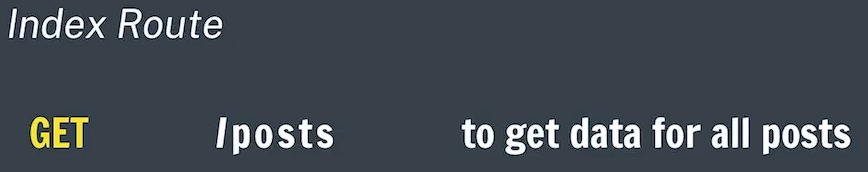 Index Route
GET /posts to get data for all posts